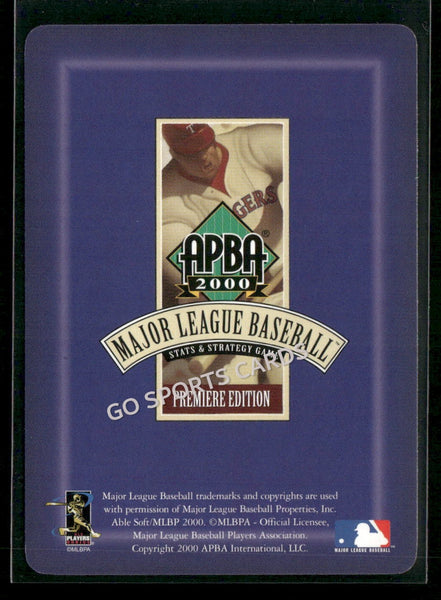 T
GERS
APBA®
2000
MAJOR LEAGUE BASEBALL™
STATS & STRATEGY GAME
PREMIERE EDITION
GO SPORTS CARDS
Major League Baseball trademarks and copyrights are used
with permission of Major League Baseball Properties, Inc.
Able Soft/MLBP 2000. ©MLBPA - Official Licensee,
Major League Baseball Players Association.
Copyright 2000 APBA International, LLC.
PLAYERS
CHOICE
©MLBPA
MAJOR LEAGUE BASEBALL